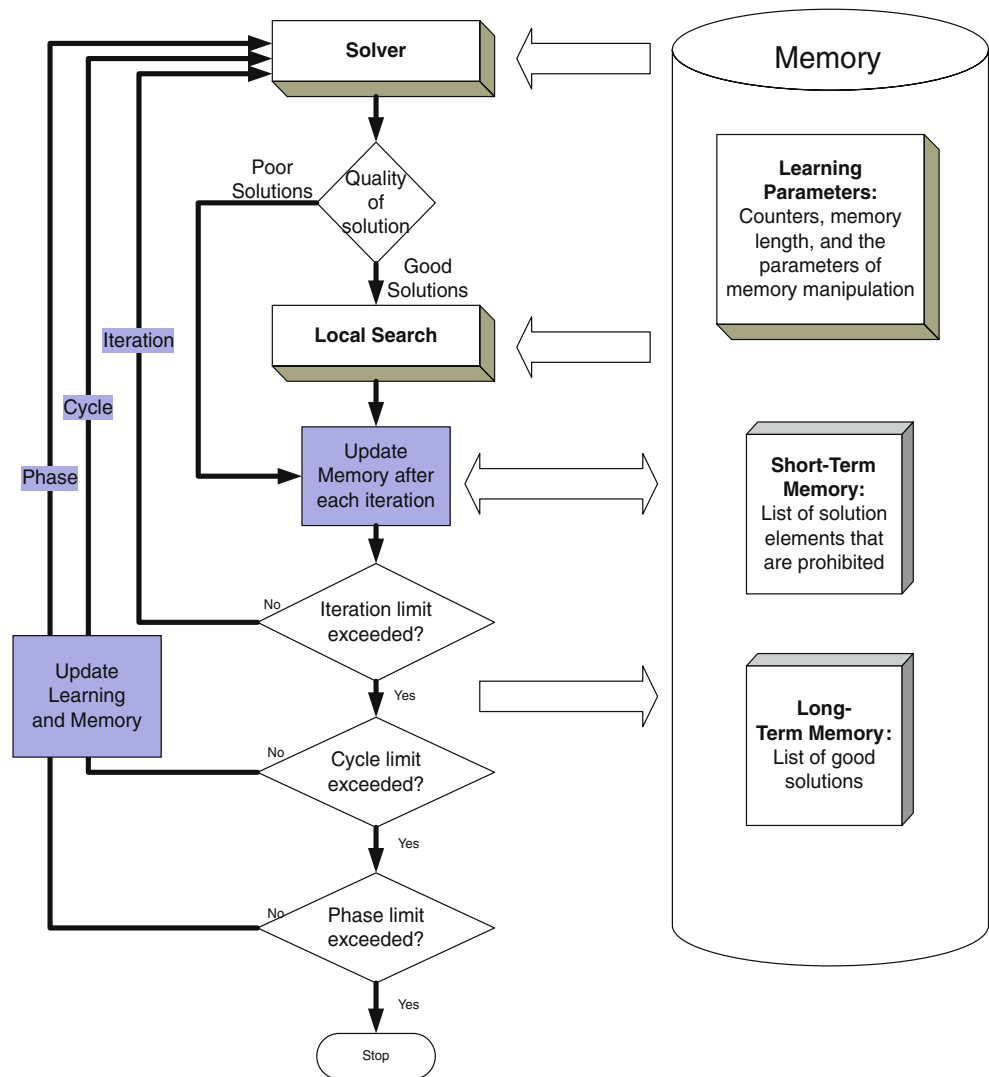 Solver
Memory
Poor
Solutions
Quality
of
solution
Good
Solutions
Learning
Parameters:
Counters, memory
length, and the
parameters of
memory manipulation
Iteration
Local Search
Cycle
Phase
Update
Memory after
each iteration
Short-Term
Memory:
List of solution
elements that
are prohibited
No
Iteration limit
exceeded?
Yes
Update
Learning
and Memory
Long-
Term Memory:
List of good
solutions
No
Cycle limit
exceeded?
Yes
No
Phase limit
exceeded?
Yes
Stop